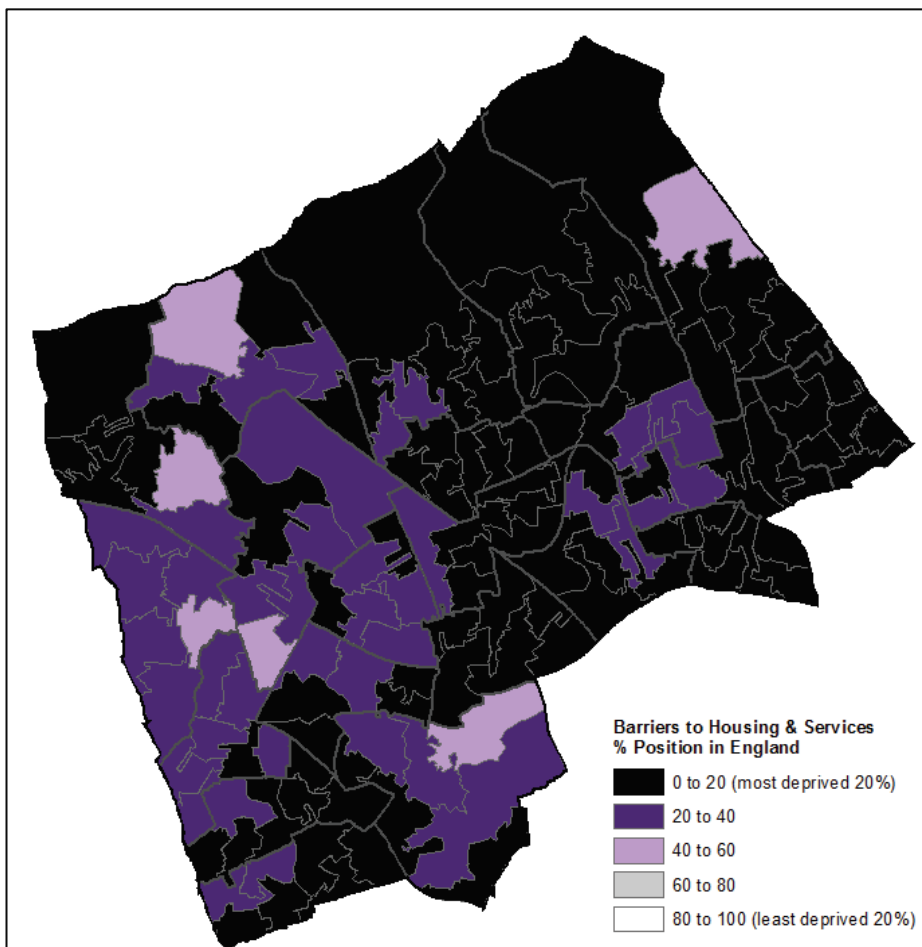 Barriers to Housing & Services
% Position in England
0 to 20 (most deprived 20%)
20 to 40
40 to 60
60 to 80
80 to 100 (least deprived 20%)